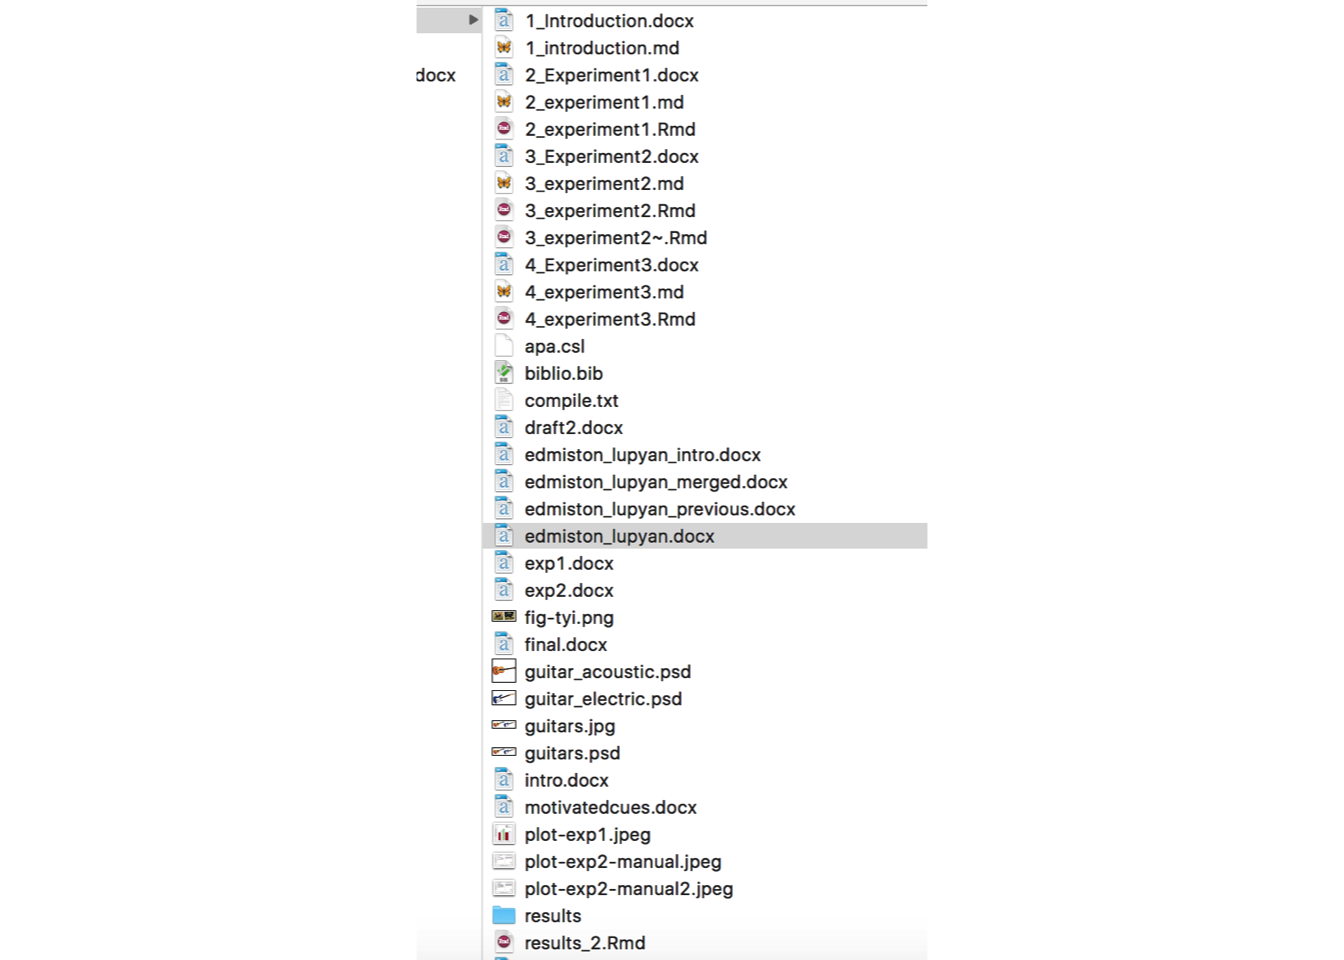 1_Introduction.docx
1_introduction.md
docx
2_Experiment1.docx
2_experiment1.md
2_experiment1.Rmd
3_Experiment2.docx
3_experiment2.md
3_experiment2.Rmd
3_experiment2~.Rmd
4_Experiment3.docx
4_experiment3.md
4_experiment3.Rmd
apa.csl
biblio.bib
compile.txt
draft2.docx
edmiston_lupyan_intro.docx
edmiston_lupyan_merged.docx
edmiston_lupyan_previous.docx
edmiston_lupyan.docx
exp1.docx
exp2.docx
fig-tyi.png
final.docx
guitar_acoustic.psd
guitar_electric.psd
guitars.jpg
guitars.psd
intro.docx
motivatedcues.docx
plot-exp1.jpeg
plot-exp2-manual.jpeg
plot-exp2-manual2.jpeg
results
results_2.Rmd